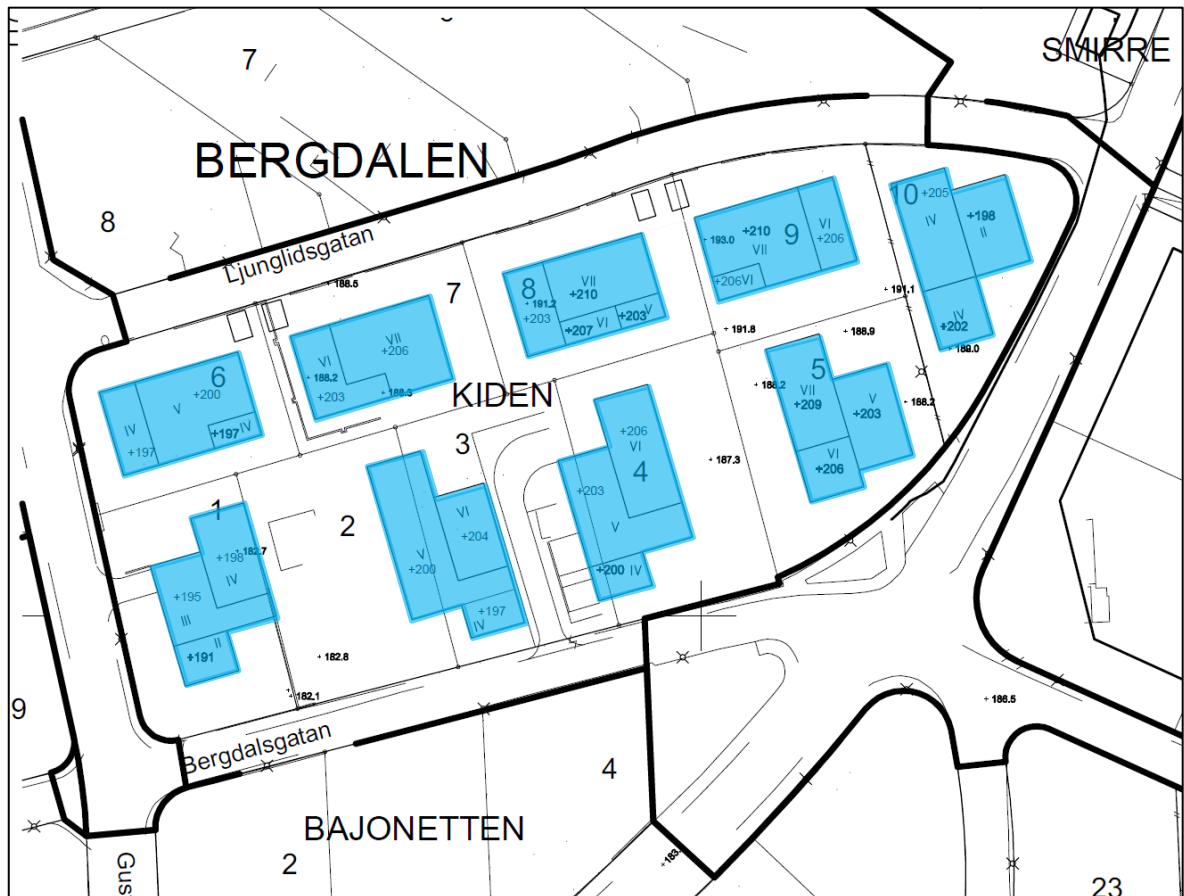 SMIRRE
7
BERGDALEN
8
Ljunglidsgatan
188.5
7
10
+205
IV
+198
II
IV
+202
189.0
9
193.0
+210
VII
VI
+206
+206
VI
191.1
8
191.2
+203
VII
+210
+207
VI
+203
V
191.8
188.9
VI
188.2
+203
VII
+206
188.3
KIDEN
6
+200
V
IV
+197
+197
IV
5
188.2
VII
+209
V
+203
VI
+206
188.2
3
+206
VI
4
+203
V
+200
IV
187.3
1
182.7
+198
IV
+195
III
II
+191
2
V
+200
VI
+204
+197
IV
182.8
182.1
9
186.5
Bergdalsgatan
4
BAJONETTEN
2
Gus
183.
23